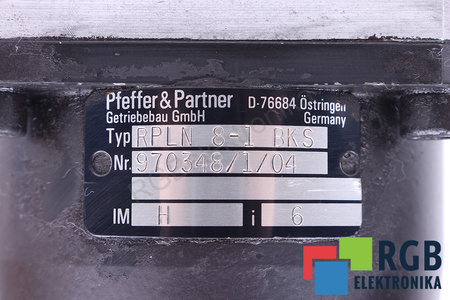 Pfeffer & Partner
Getriebebau GmbH
D-76684 Östringen
Germany
Typ RPLN 8-1 BKS
Nr. 970348/1/04
IM H i 6
RGB
ELEKTRONIKA